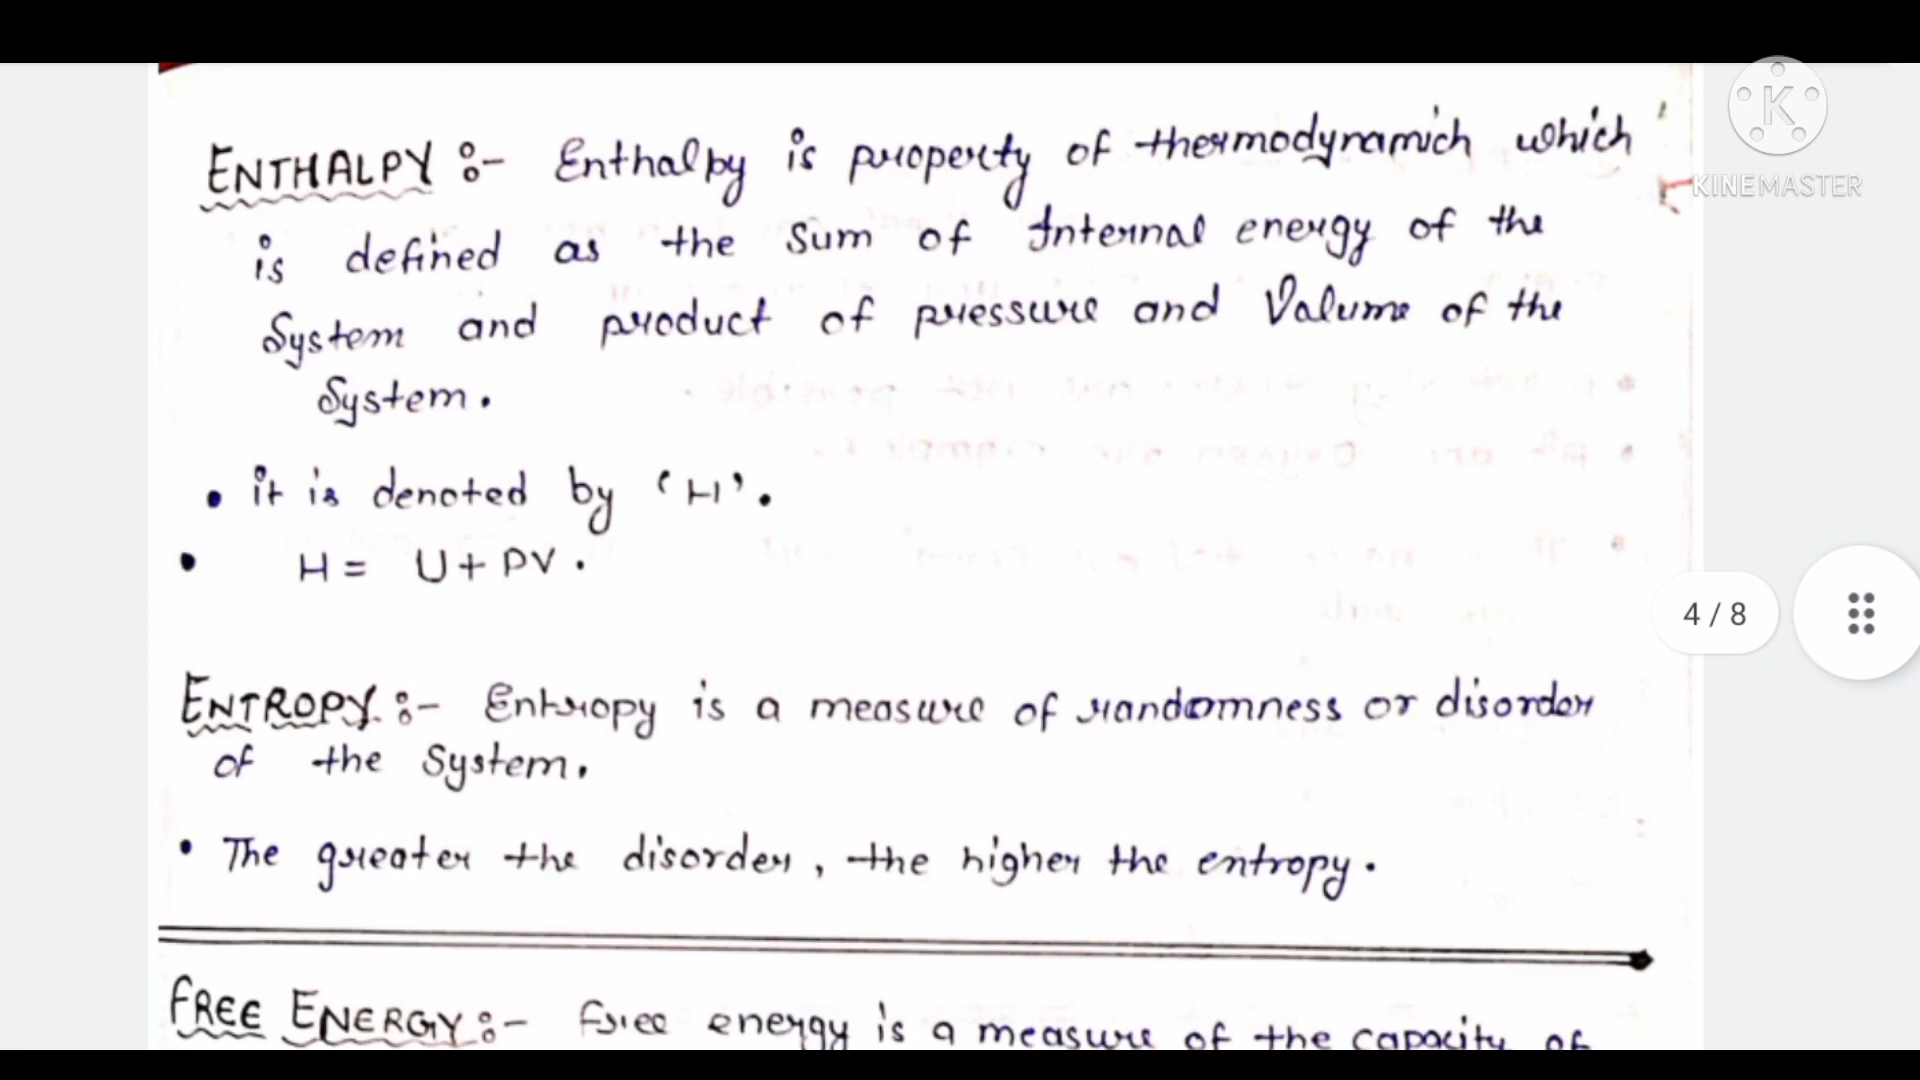 ENTHALPY :- Enthalpy is property of thermodynamich which
is defined as the Sum of Internal energy of the
System and product of pressure and Valume of the
System.
• it is denoted by 'H'.
• H = U + PV.
ENTROPY :- Entropy is a measure of randomness or disorder
of the System.
• The greater the disorder, the higher the entropy.
FREE ENERGY :- Free energy is a measure of the capacity of
K
KINEMASTER
4 / 8